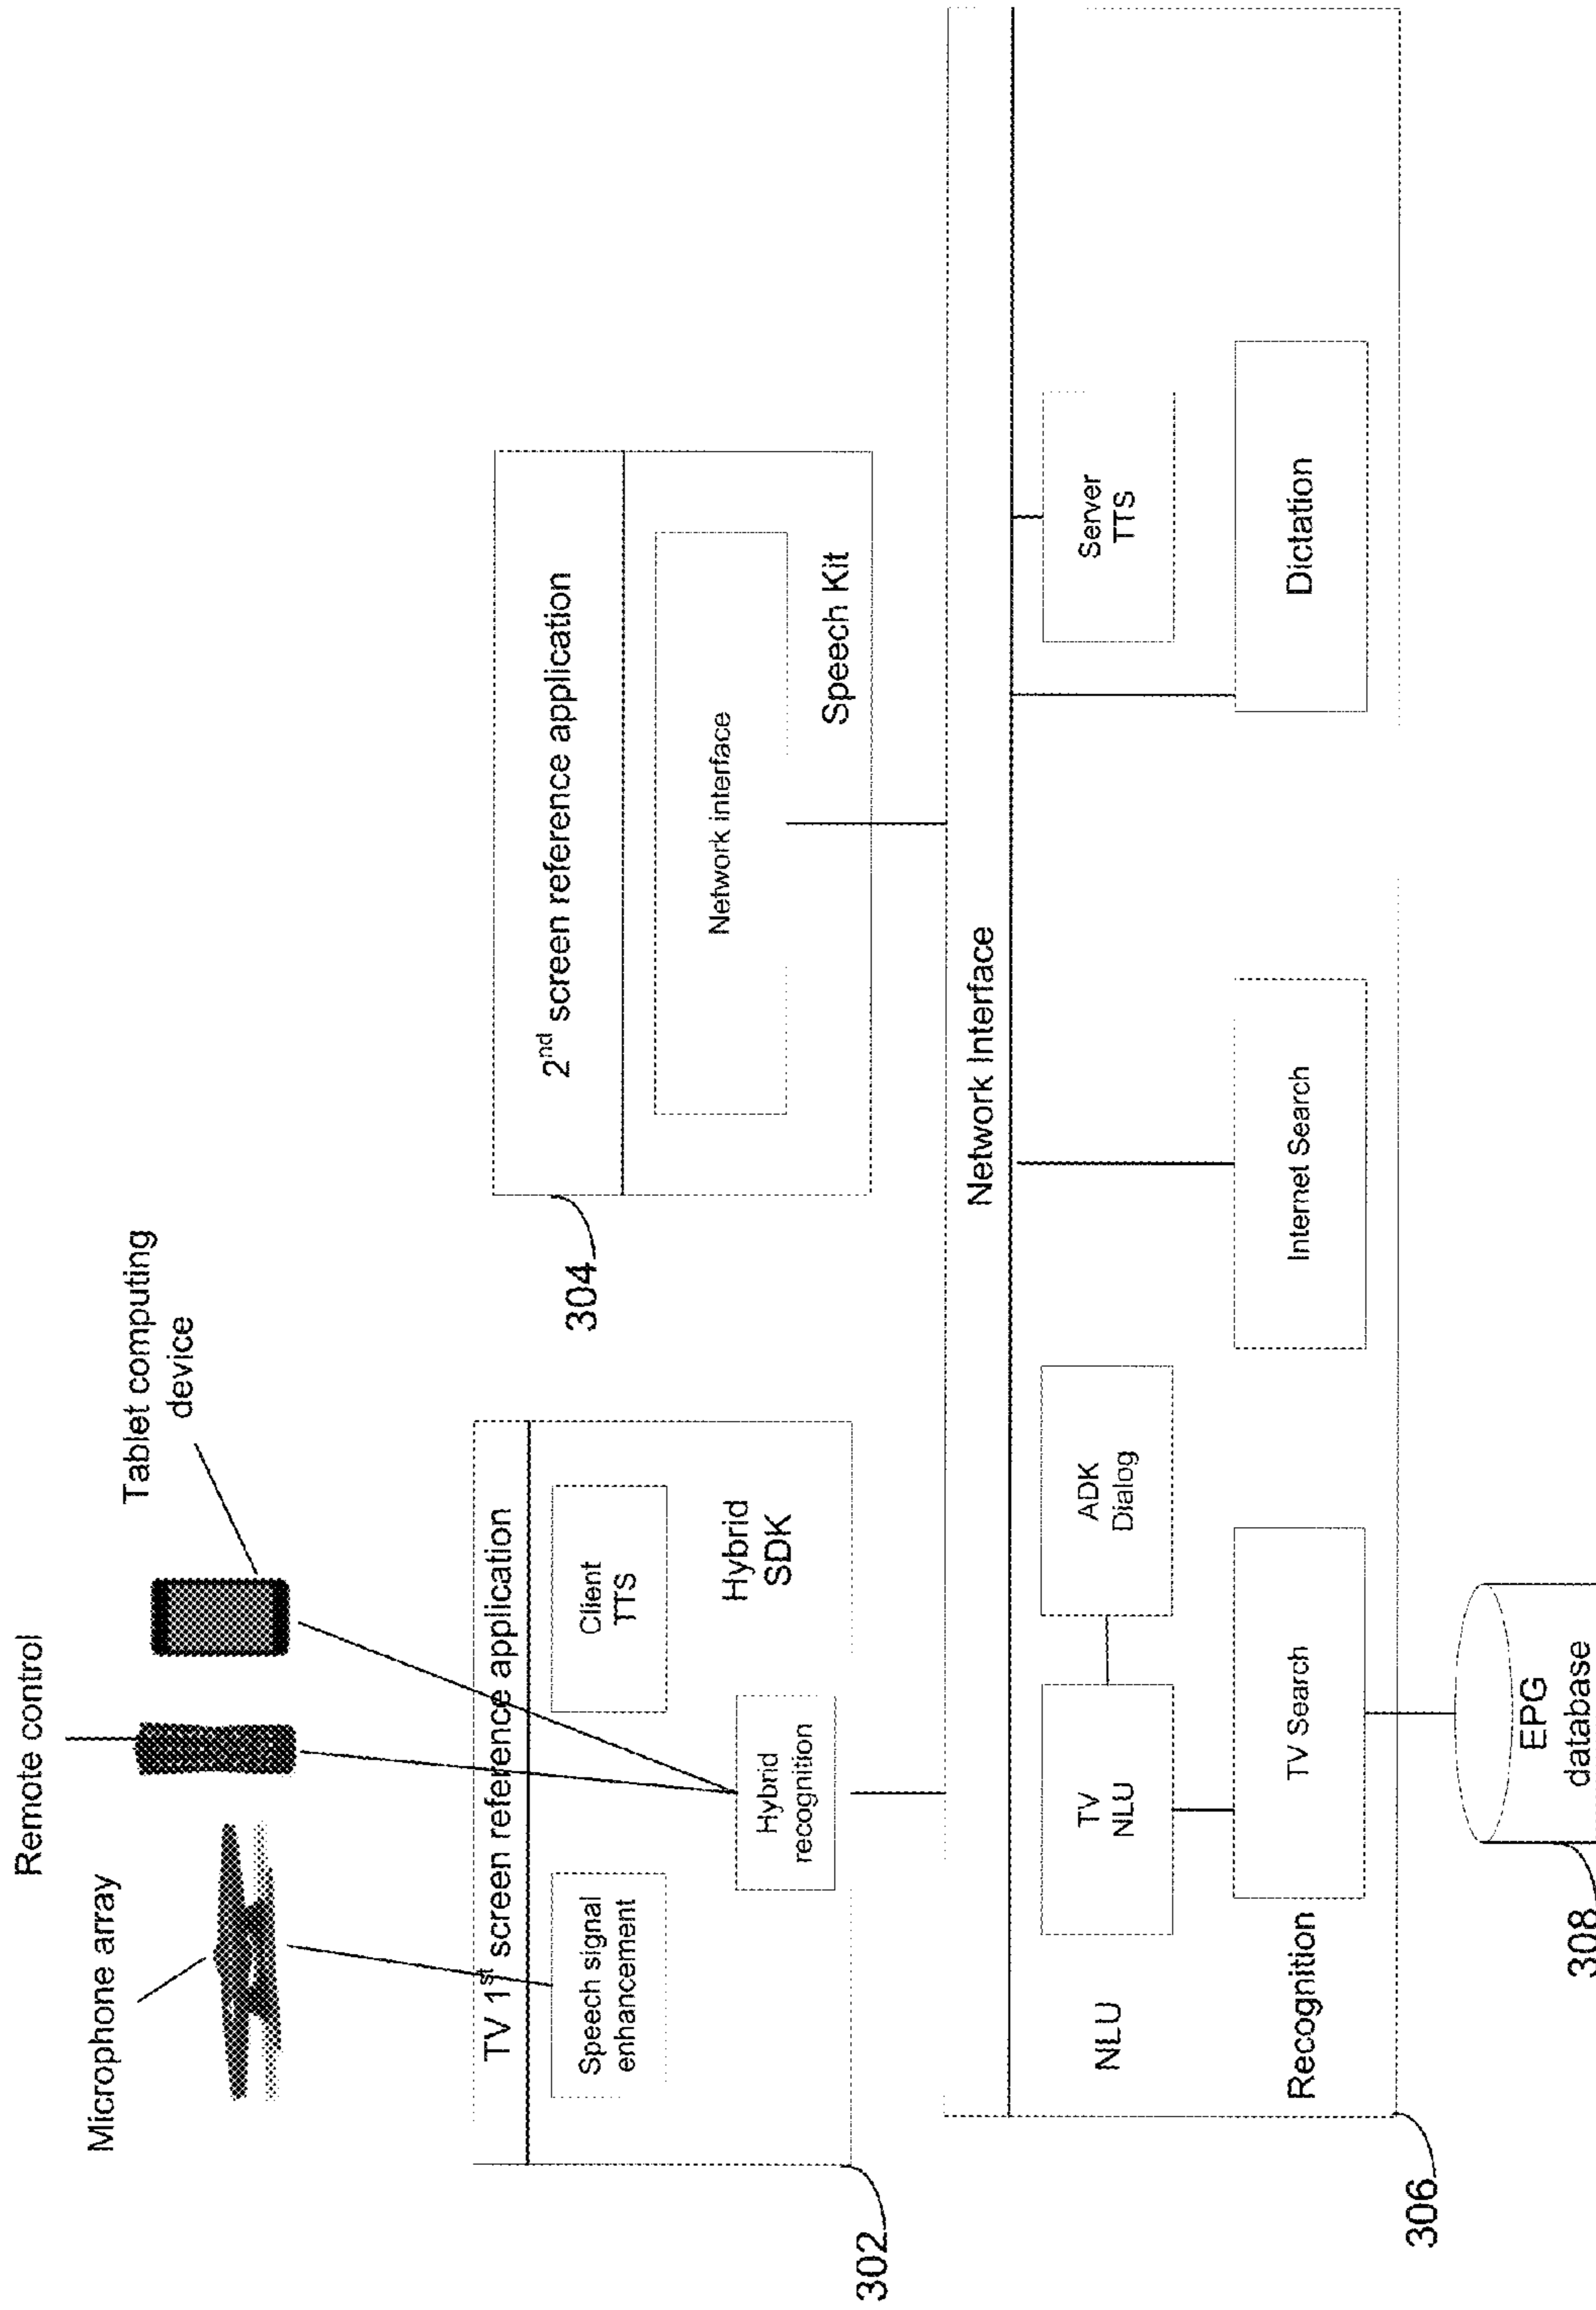 Remote control
Microphone array
Tablet computing
device
TV 1st screen reference application
Speech signal
enhancement
Client
TTS
Hybrid
recognition
Hybrid
SDK
302
2nd screen reference application
Network interface
Speech Kit
304
Network Interface
NLU
TV
NLU
ADK
Dialog
Server
TTS
Recognition
TV Search
Internet Search
Dictation
306
EPG
database
308